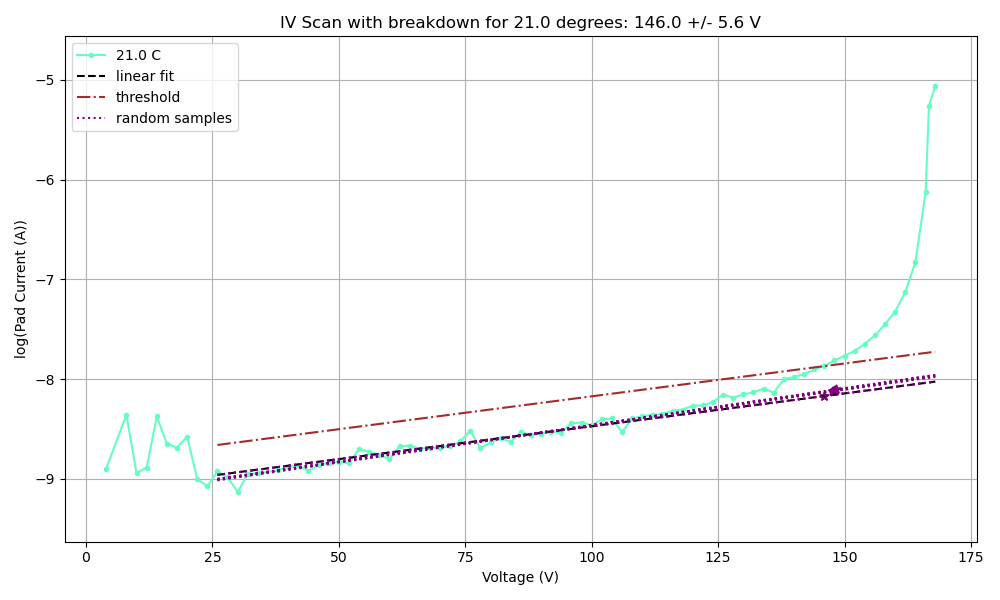 IV Scan with breakdown for 21.0 degrees: 146.0 +/- 5.6 V
21.0 C
linear fit
threshold
random samples
log(Pad Current (A))
−5
−6
−7
−8
−9
0 25 50 75 100 125 150 175
Voltage (V)